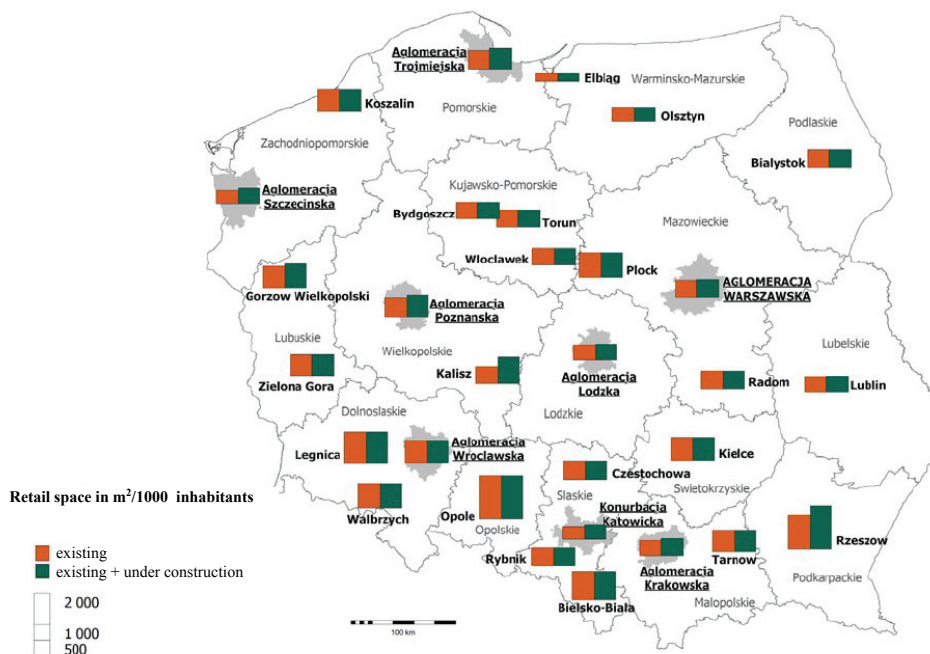 Aglomeracja
Trojmiejska
Elbląg
Warminsko-Mazurskie
Koszalin
Pomorskie
Olsztyn
Podlaskie
Zachodniopomorskie
Bialystok
Aglomeracja
Szczecinska
Kujawsko-Pomorskie
Bydgoszcz
Torun
Mazowieckie
Wloclawek
Plock
Gorzow Wielkopolski
AGLOMERACJA
WARSZAWSKA
Aglomeracja
Poznanska
Lubuskie
Wielkopolskie
Lubelskie
Zielona Gora
Kalisz
Aglomeracja
Lodzka
Radom
Lublin
Dolnoslaskie
Lodzkie
Legnica
Aglomeracja
Wroclawska
Kielce
Czestochowa
Retail space in m²/1000 inhabitants
Slaskie
Swietokrzyskie
Walbrzych
Opole
Opolskie
Konurbacja
Katowicka
Rzeszow
existing
existing + under construction
Rybnik
Tarnow
Aglomeracja
Krakowska
Podkarpackie
Bielsko-Biala
Malopolskie
2 000
1 000
500
100 km